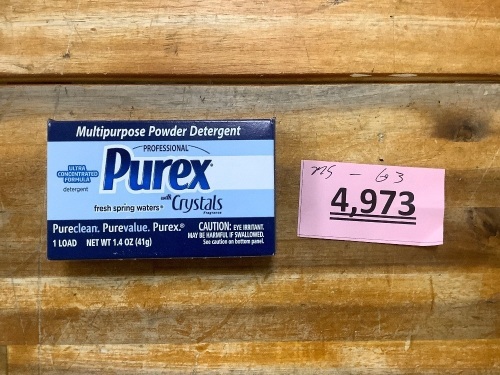 Multipurpose Powder Detergent
PROFESSIONAL
Purex®
ULTRA
CONCENTRATED
FORMULA
detergent
with Crystals
Fragrance
fresh spring waters
Pureclean. Purevalue. Purex.®
1 LOAD NET WT 1.4 OZ (41g)
CAUTION: EYE IRRITANT.
MAY BE HARMFUL IF SWALLOWED.
See caution on bottom panel.
4,973